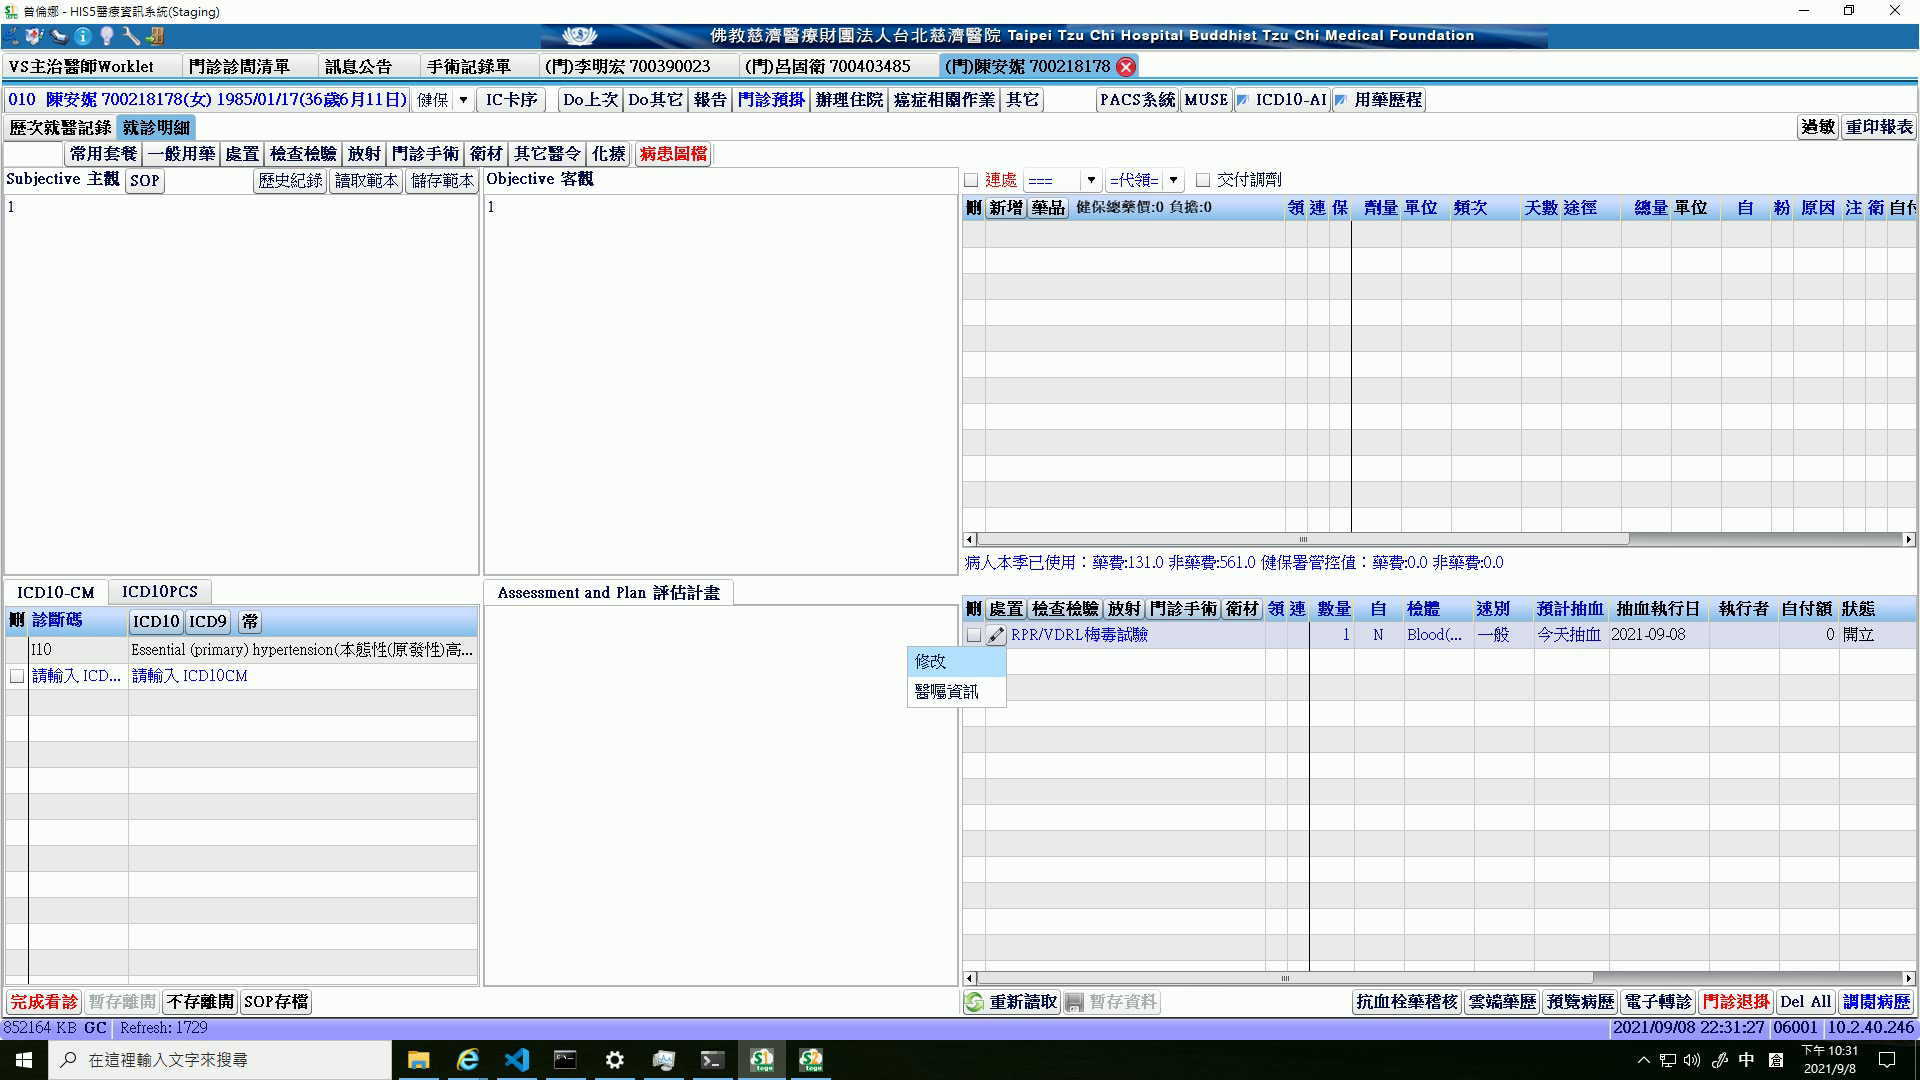 曾倫娜 - HIS5醫療資訊系統(Staging)
佛教慈濟醫療財團法人台北慈濟醫院 Taipei Tzu Chi Hospital Buddhist Tzu Chi Medical Foundation
VS主治醫師Worklet 門診診間清單 訊息公告 手術記錄單 (門)李明宏 700390023 (門)呂固衛 700403485 (門)陳安妮 700218178
010 陳安妮 700218178(女) 1985/01/17(36歲6月11日) 健保 IC卡序 Do上次 Do其它 報告 門診預掛 辦理住院 癌症相關作業 其它 PACS系統 MUSE ICD10-AI 用藥歷程
歷次就醫記錄 就診明細 過敏 重印報表
常用套餐 一般用藥 處置 檢查檢驗 放射 門診手術 衛材 其它醫令 化療 病患圖檔
Subjective 主觀 SOP 歷史紀錄 讀取範本 儲存範本 Objective 客觀 連處 === =代領= 交付調劑
1 1
刪 新增 藥品 健保總藥價:0 負擔:0 領 連 保 劑量 單位 頻次 天數 途徑 總量 單位 自 粉 原因 注 衛 自付
病人本季已使用：藥費:131.0 非藥費:561.0 健保署管控值：藥費:0.0 非藥費:0.0
ICD10-CM ICD10PCS Assessment and Plan 評估計畫
刪 診斷碼 ICD10 ICD9 常
I10 Essential (primary) hypertension(本態性(原發性)高...
請輸入 ICD... 請輸入 ICD10CM
刪 處置 檢查檢驗 放射 門診手術 衛材 領 連 數量 自 檢體 速別 預計抽血 抽血執行日 執行者 自付額 狀態
RPR/VDRL梅毒試驗 1 N Blood(... 一般 今天抽血 2021-09-08 0 開立
修改
醫囑資訊
完成看診 暫存離開 不存離開 SOP存檔 重新讀取 暫存資料 抗血栓藥稽核 雲端藥歷 預覽病歷 電子轉診 門診退掛 Del All 調閱病歷
852164 KB GC Refresh: 1729 2021/09/08 22:31:27 06001 10.2.40.246
在這裡輸入文字來搜尋 中 下午 10:31
2021/9/8